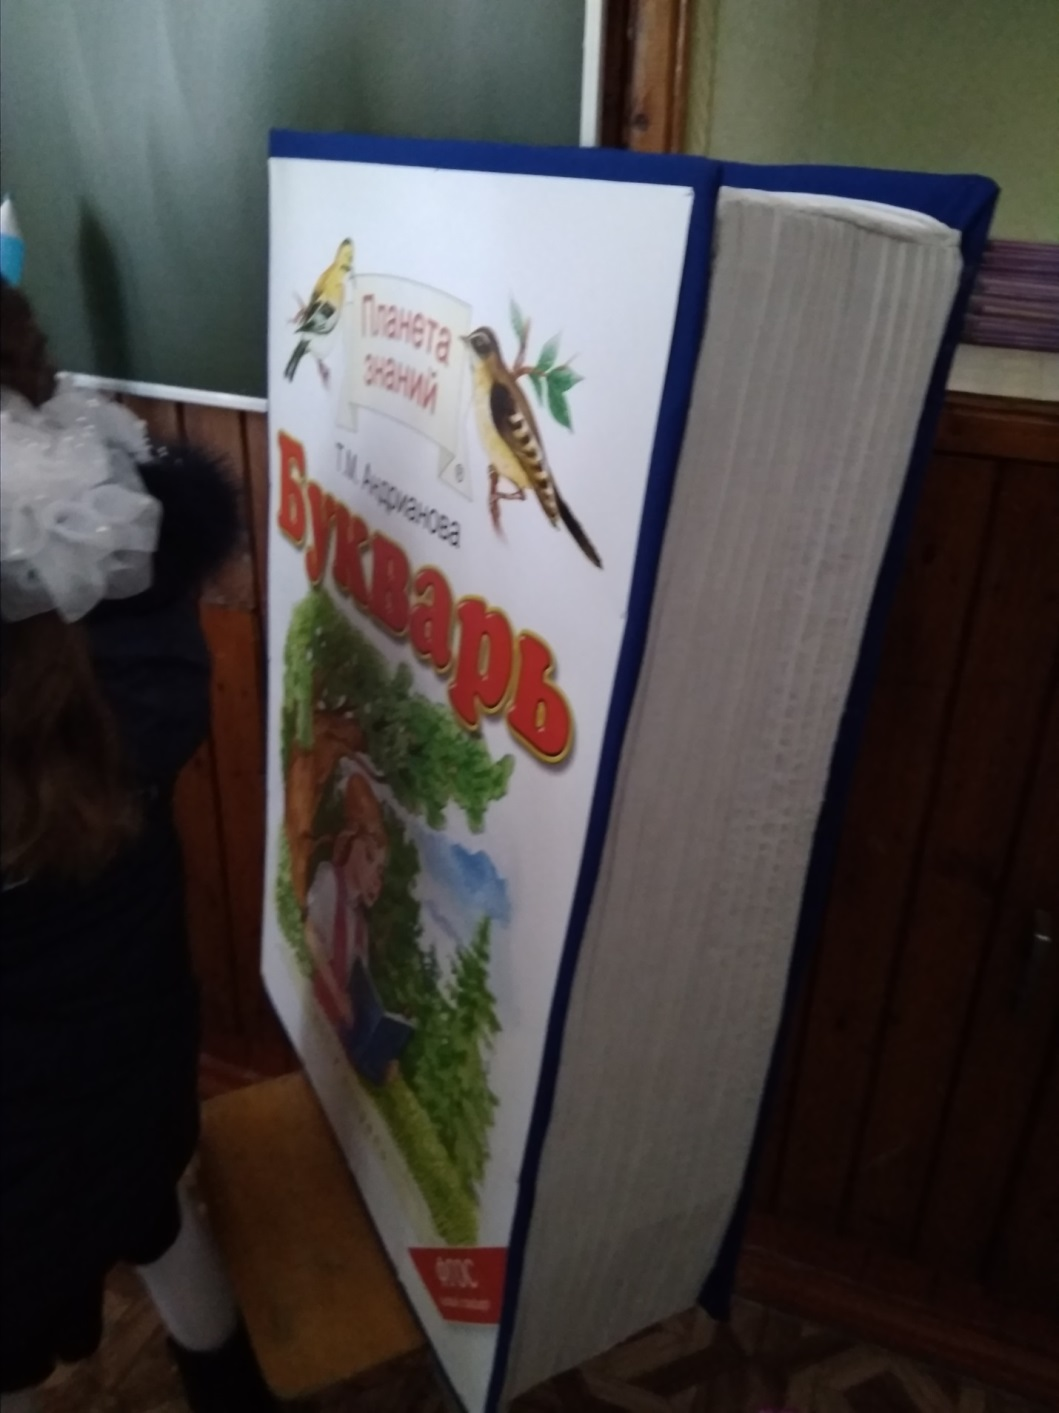 Планета
знаний
®
Т.М. Андрианова
Букварь
ФГОС